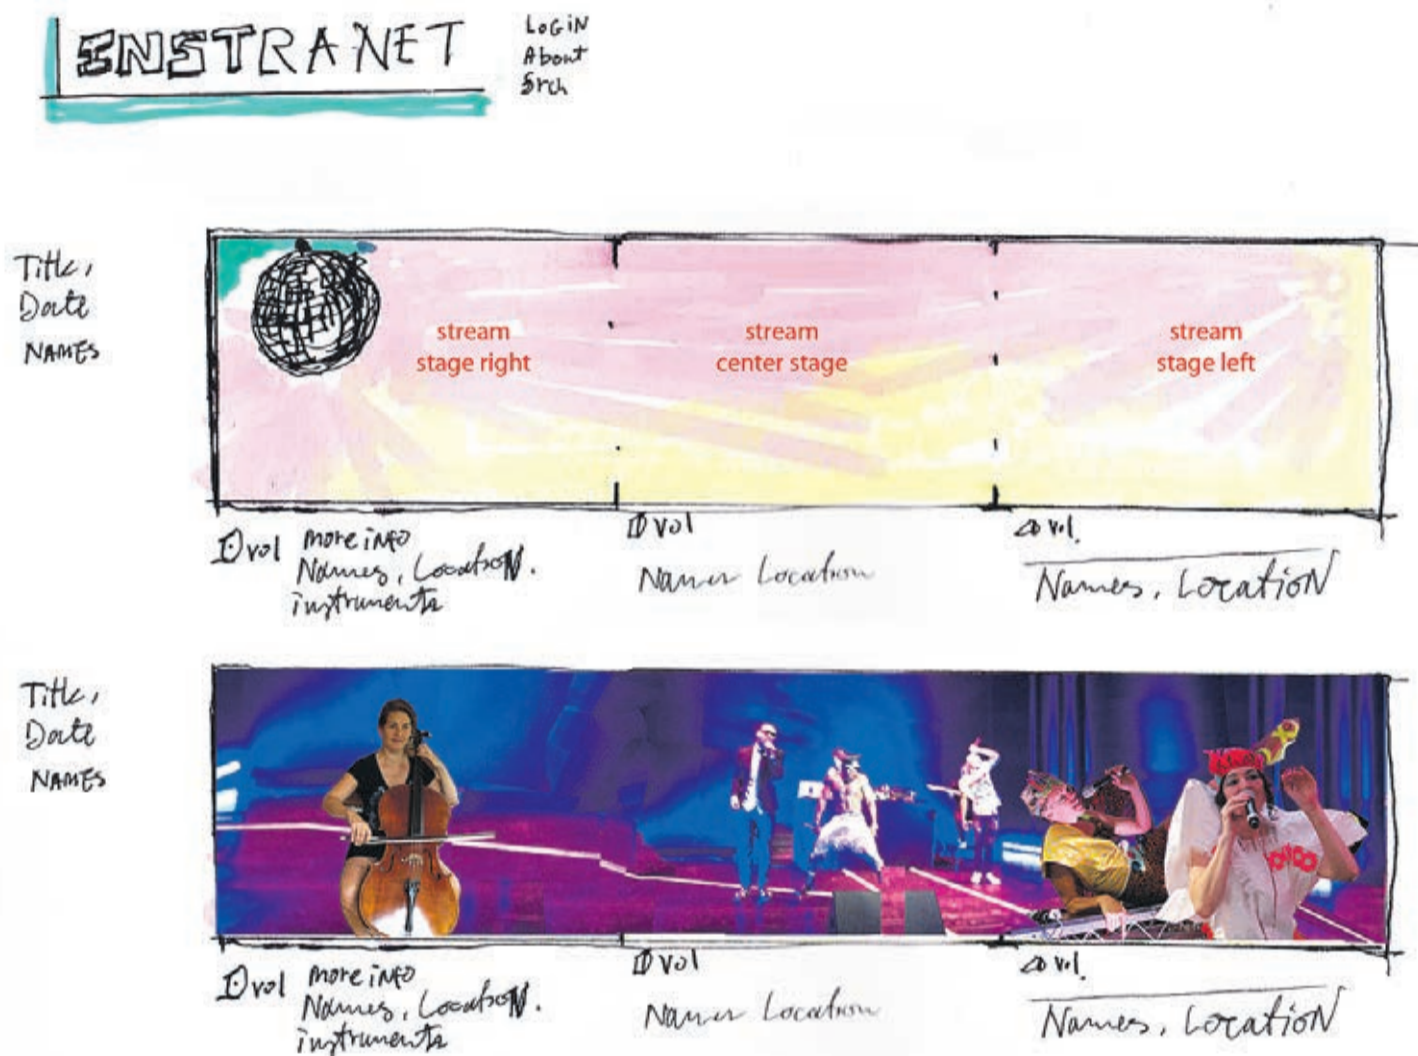 INSTRANET
LOGIN
About
Srch
Title,
Date
NAMES
stream
stage right
stream
center stage
stream
stage left
vol
more iNFO
Names, Location.
instruments
vol
Names Location
vol.
Names, Location
Title,
Date
NAMES
vol
more iNFO
Names, Location.
instruments
vol
Names Location
vol.
Names, Location